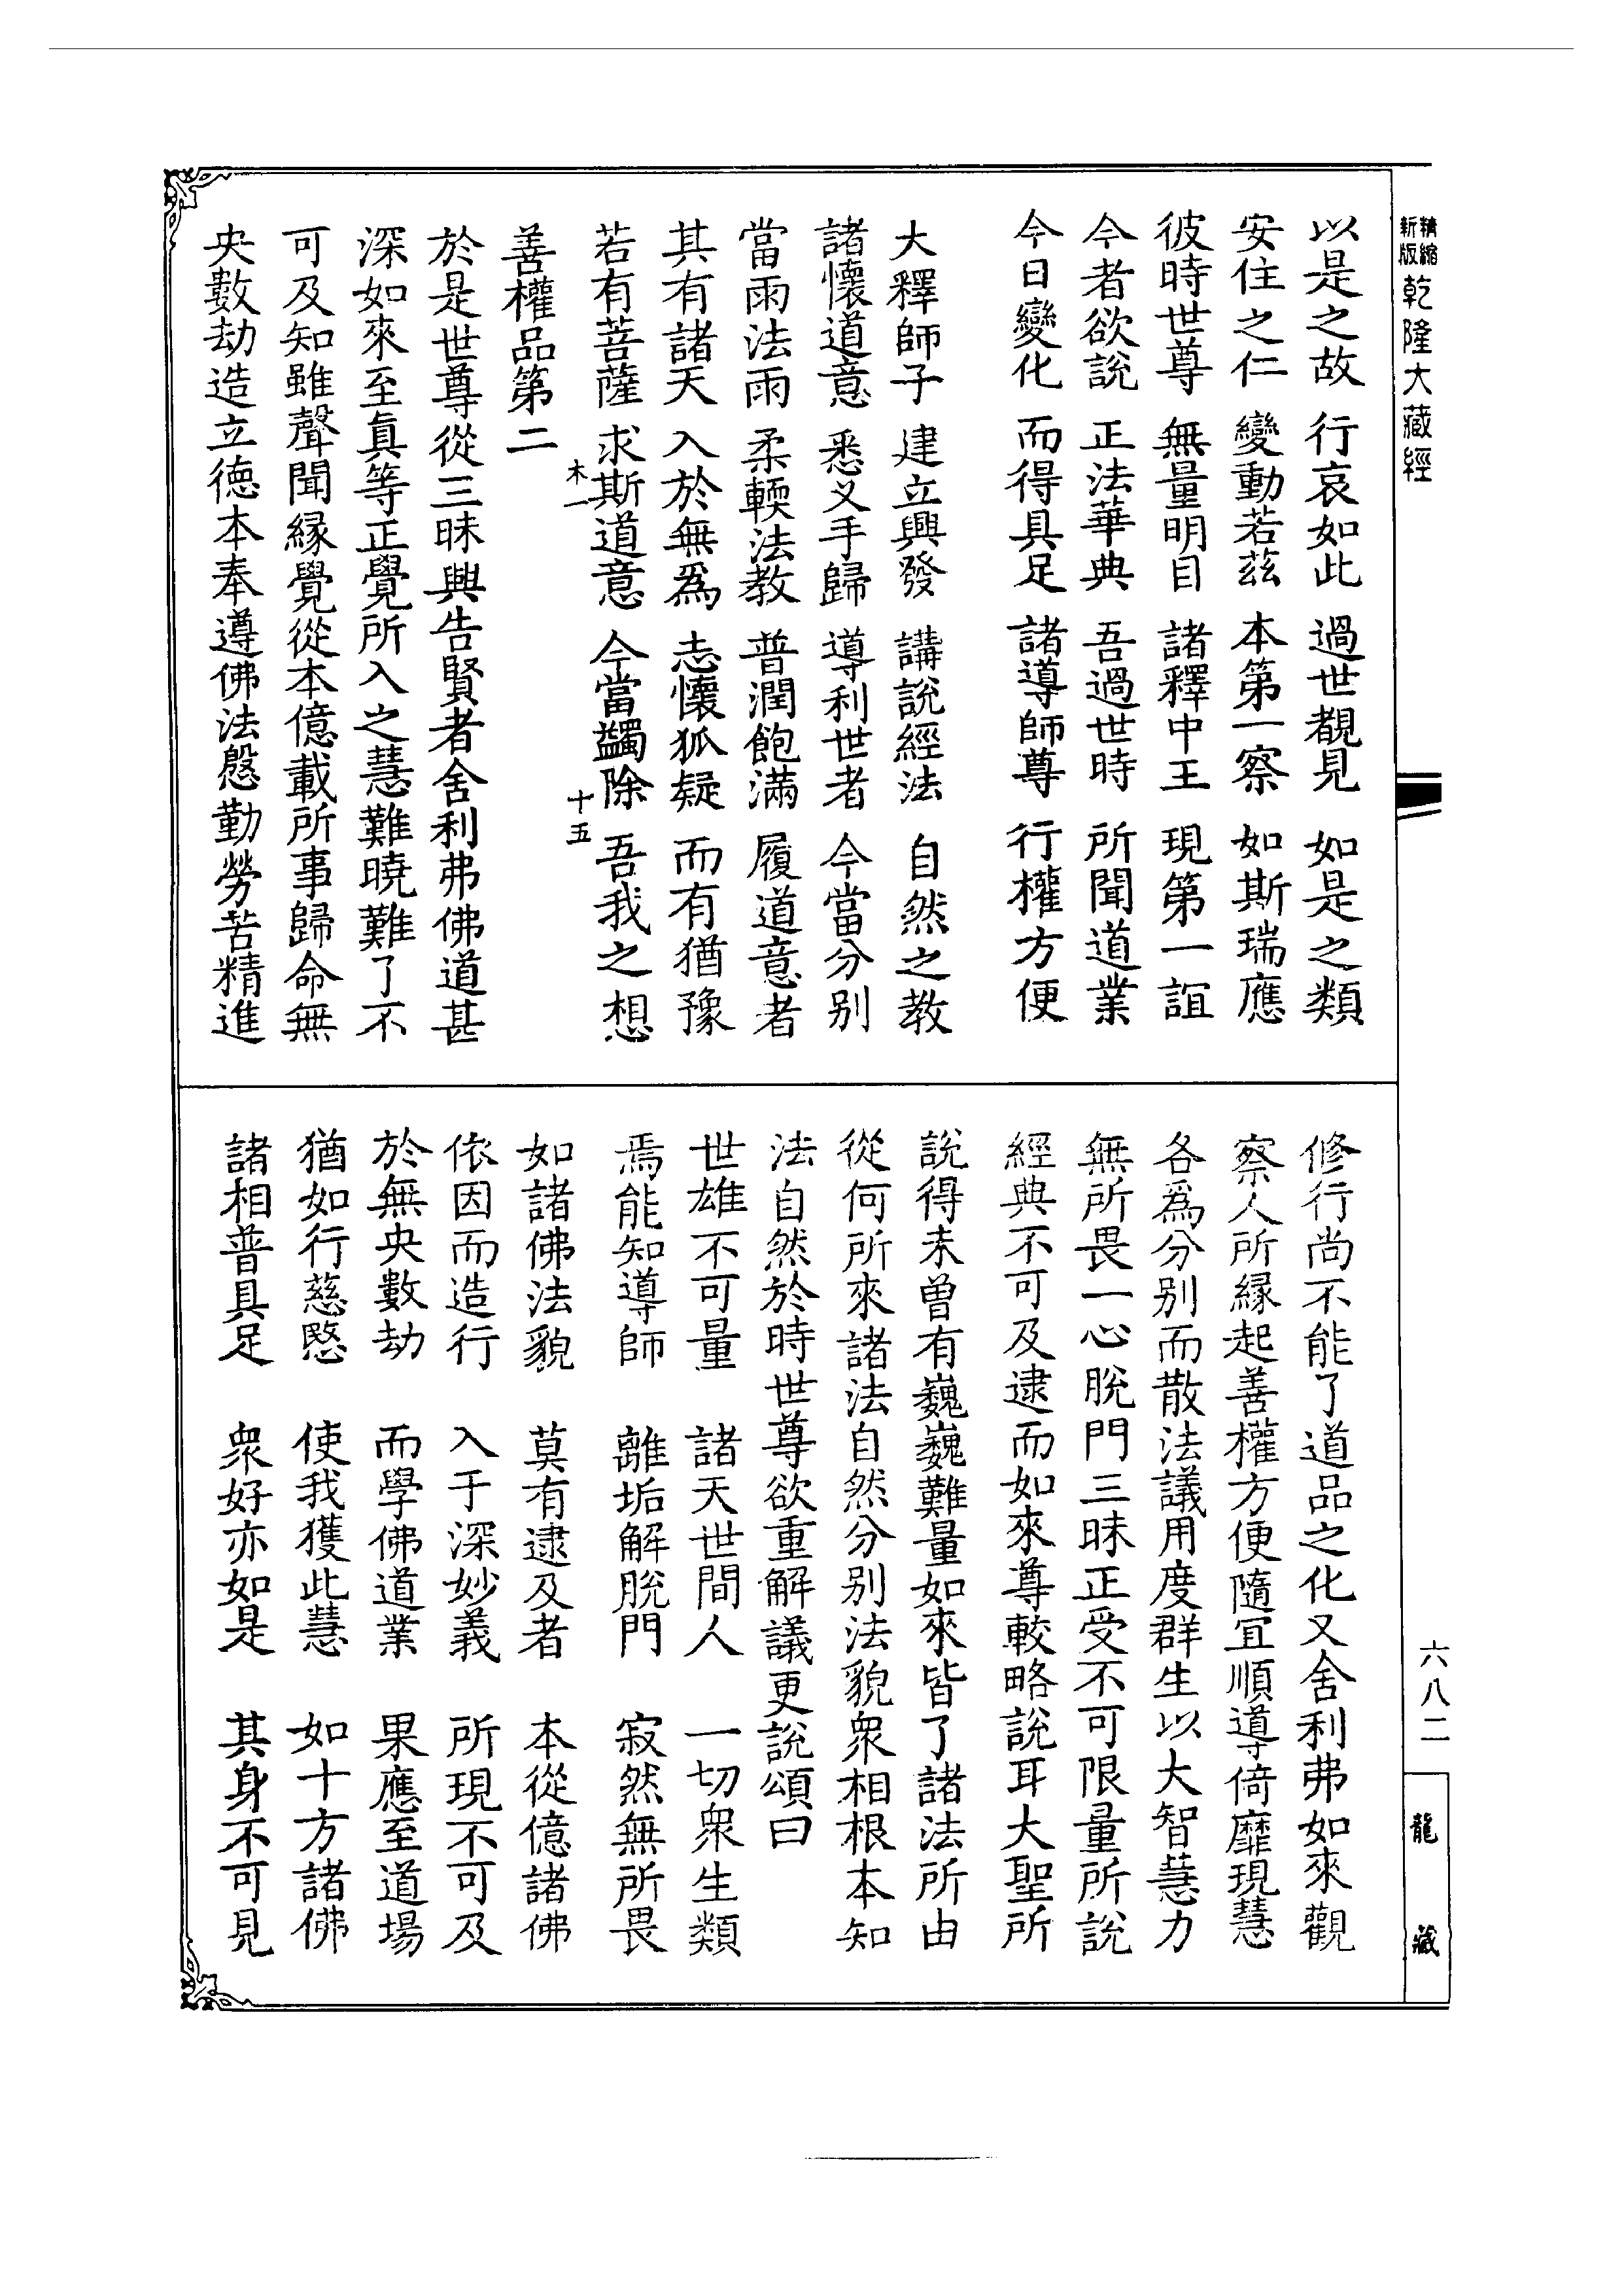 精縮新版乾隆大藏經
以是之故 行哀如此 過世覩見 如是之類
安住之仁 變動若茲 本第一察 如斯瑞應
彼時世尊 無量明目 諸釋中王 現第一誼
今者欲說 正法華典 吾過世時 所聞道業
今日變化 而得具足 諸導師尊 行權方便
大釋師子 建立興發 講說經法 自然之教
諸懷道意 悉叉手歸 導利世者 今當分別
當雨法雨 柔輭法教 普潤飽滿 履道意者
其有諸天 入於無爲 志懷狐疑 而有猶豫
若有菩薩 求斯道意 今當蠲除 吾我之想
木一 十五
善權品第二
於是世尊從三昧興告賢者舍利弗佛道甚
深如來至真等正覺所入之慧難曉難了不
可及知雖聲聞緣覺從本億載所事歸命無
央數劫造立德本奉遵佛法慇勤勞苦精進
修行尚不能了道品之化又舍利弗如來觀
察人所緣起善權方便隨宜順導倚靡現慧
各爲分別而散法議用度群生以大智慧力
無所畏一心脫門三昧正受不可限量所說
經典不可及逮而如來尊較略說耳大聖所
說得未曾有巍巍難量如來皆了諸法所由
從何所來諸法自然分別法貌衆相根本知
法自然於時世尊欲重解議更說頌曰
世雄不可量 諸天世間人 一切衆生類
焉能知導師 離垢解脫門 寂然無所畏
如諸佛法貌 莫有逮及者 本從億諸佛
依因而造行 入于深妙義 所現不可及
於無央數劫 而學佛道業 果應至道場
猶如行慈愍 使我獲此慧 如十方諸佛
諸相普具足 衆好亦如是 其身不可見
六八二
龍藏